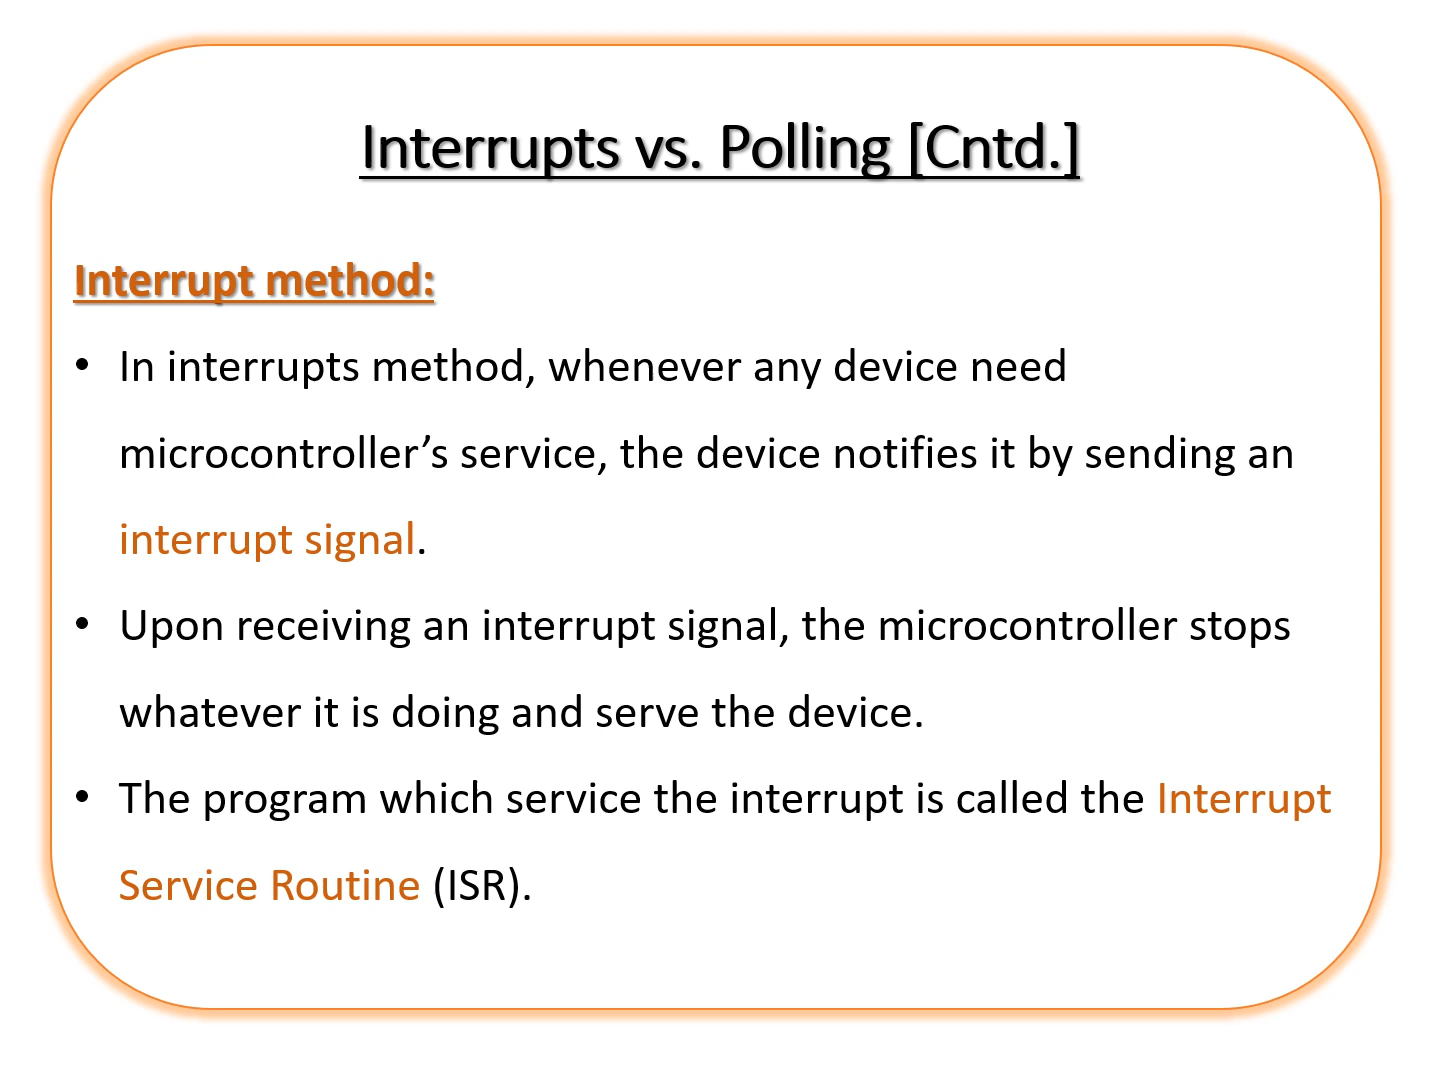 Interrupts vs. Polling [Cntd.]
Interrupt method:
• In interrupts method, whenever any device need
microcontroller’s service, the device notifies it by sending an
interrupt signal.
• Upon receiving an interrupt signal, the microcontroller stops
whatever it is doing and serve the device.
• The program which service the interrupt is called the Interrupt
Service Routine (ISR).